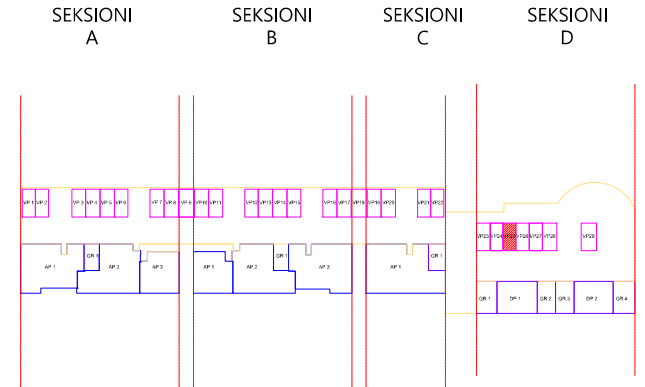 SEKSIONI SEKSIONI SEKSIONI SEKSIONI
A B C D
VP 1 VP 2 VP 3 VP 4 VP 5 VP 6 VP 7 VP 8 VP 9 VP10 VP11 VP12 VP13 VP14 VP15 VP16 VP17 VP18 VP19 VP20 VP21 VP22
VP23 VP24 VP25 VP26 VP27 VP28 VP29
AP 1 GR 1 AP 2 AP 3 AP 1 AP 2 GR 1 AP 3 AP 1 GR 1
GR 1 DP 1 GR 2 GR 3 DP 2 GR 4